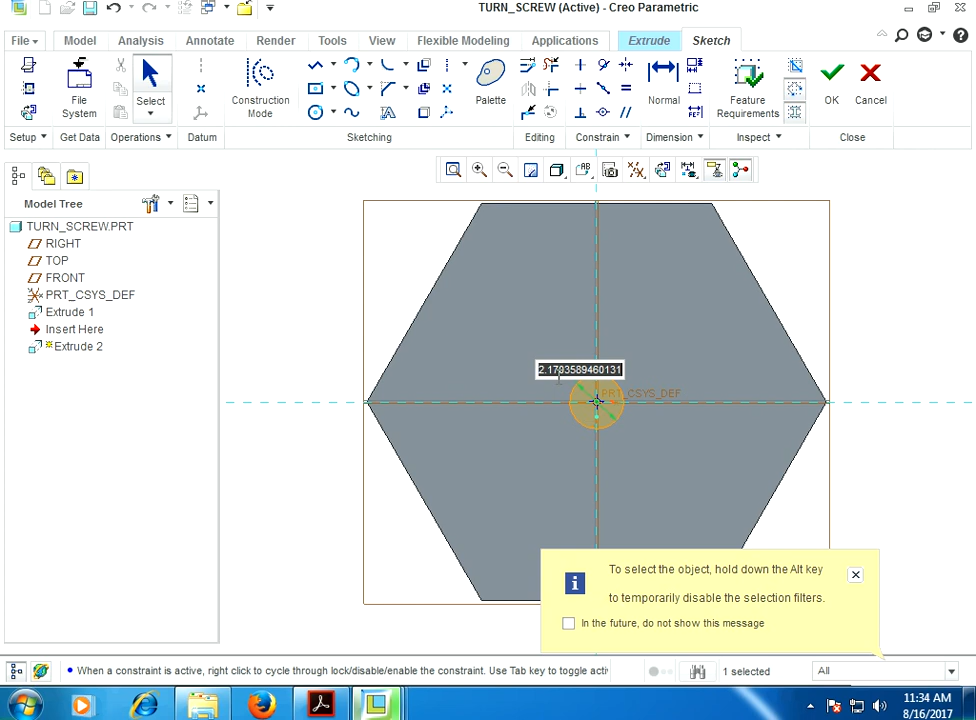 TURN_SCREW (Active) - Creo Parametric
File Model Analysis Annotate Render Tools View Flexible Modeling Applications Extrude Sketch
File System
Select
Construction Mode
Palette
Normal
Feature Requirements
OK
Cancel
REF
Setup Get Data Operations Datum Sketching Editing Constrain Dimension Inspect Close
Model Tree
TURN_SCREW.PRT
RIGHT
TOP
FRONT
PRT_CSYS_DEF
Extrude 1
Insert Here
Extrude 2
2.1703589460131
PRT_CSYS_DEF
To select the object, hold down the Alt key
to temporarily disable the selection filters.
In the future, do not show this message
When a constraint is active, right click to cycle through lock/disable/enable the constraint. Use Tab key to toggle acti
1 selected
All
11:34 AM
8/16/2017